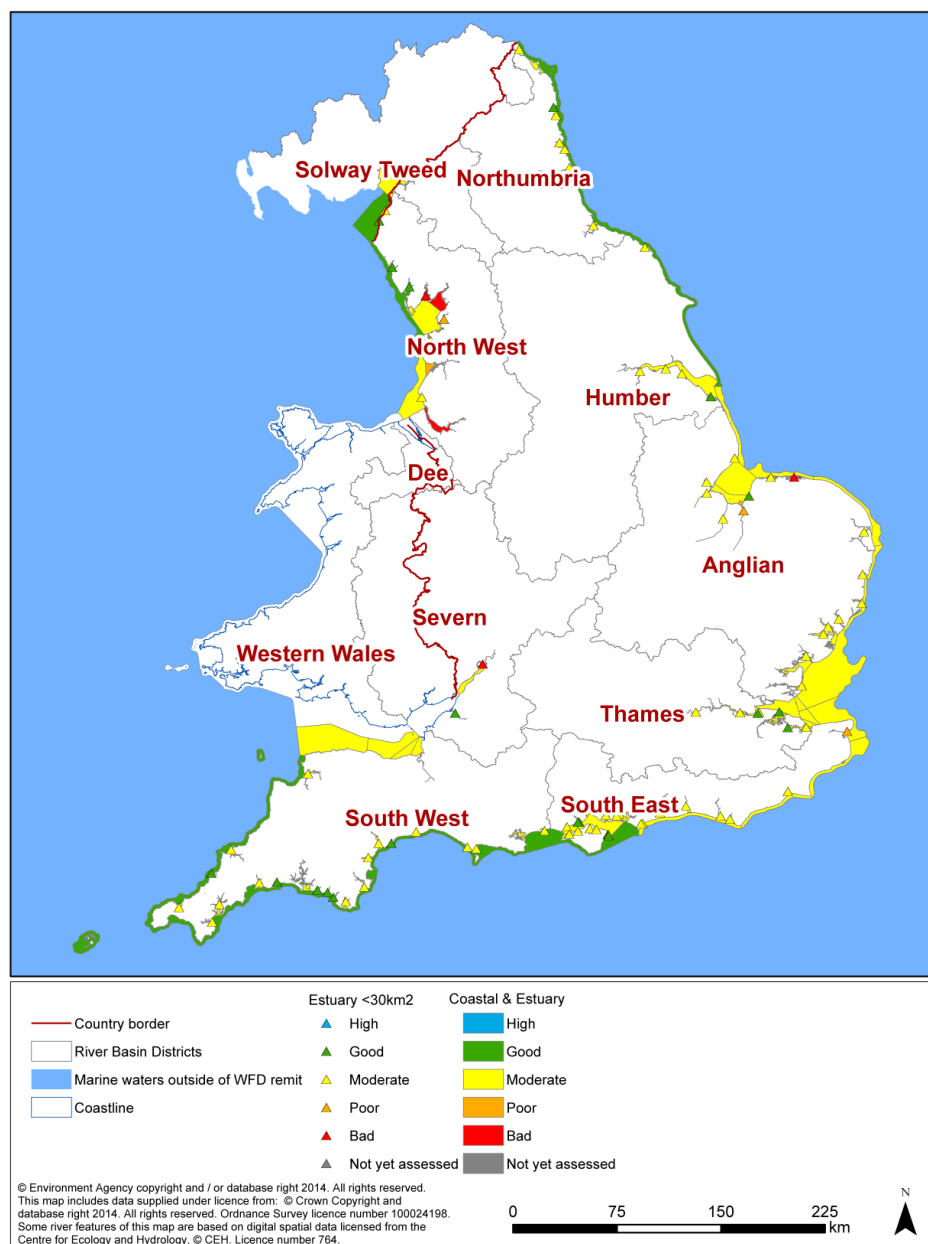 Solway Tweed
Northumbria
North West
Humber
Dee
Anglian
Severn
Western Wales
Thames
South East
South West
Country border
River Basin Districts
Marine waters outside of WFD remit
Coastline
Estuary <30km2
High
Good
Moderate
Poor
Bad
Not yet assessed
Coastal & Estuary
High
Good
Moderate
Poor
Bad
Not yet assessed
© Environment Agency copyright and / or database right 2014. All rights reserved.
This map includes data supplied under licence from: © Crown Copyright and
database right 2014. All rights reserved. Ordnance Survey licence number 100024198.
Some river features of this map are based on digital spatial data licensed from the
Centre for Ecology and Hydrology, © CEH. Licence number 764.
0 75 150 225
km
N